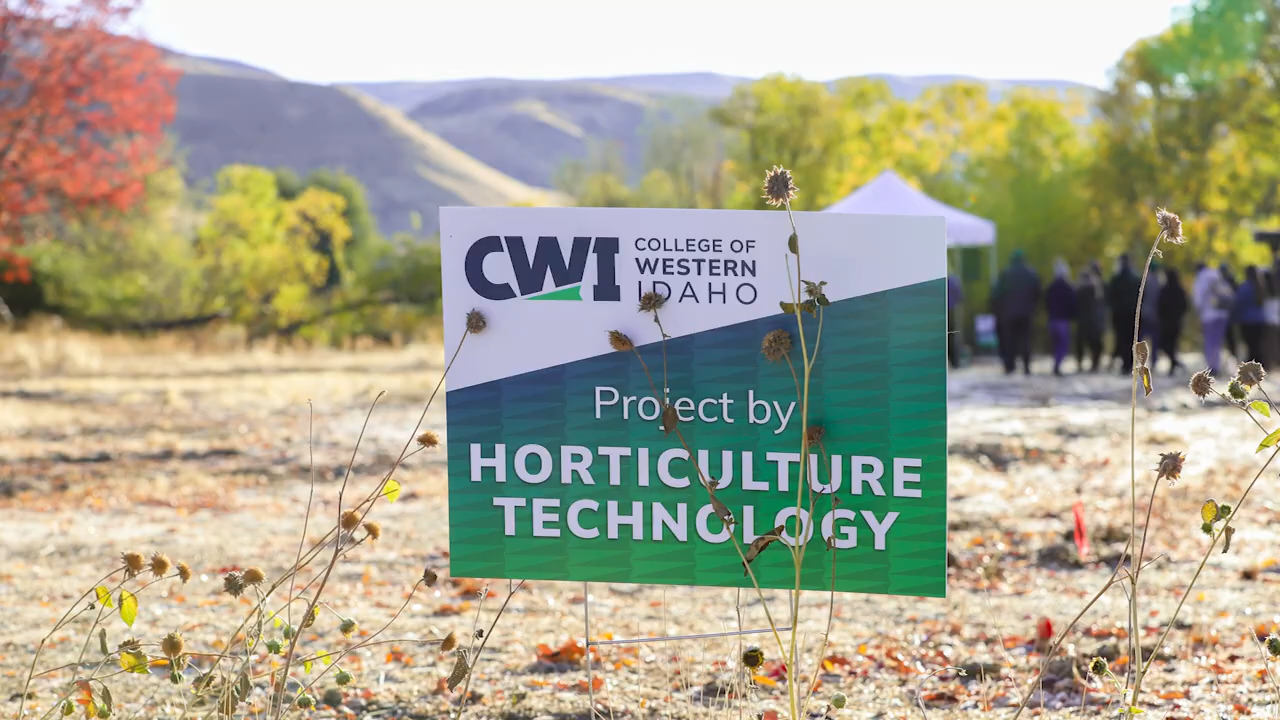 CWI
COLLEGE OF
WESTERN
IDAHO
Project by
HORTICULTURE
TECHNOLOGY